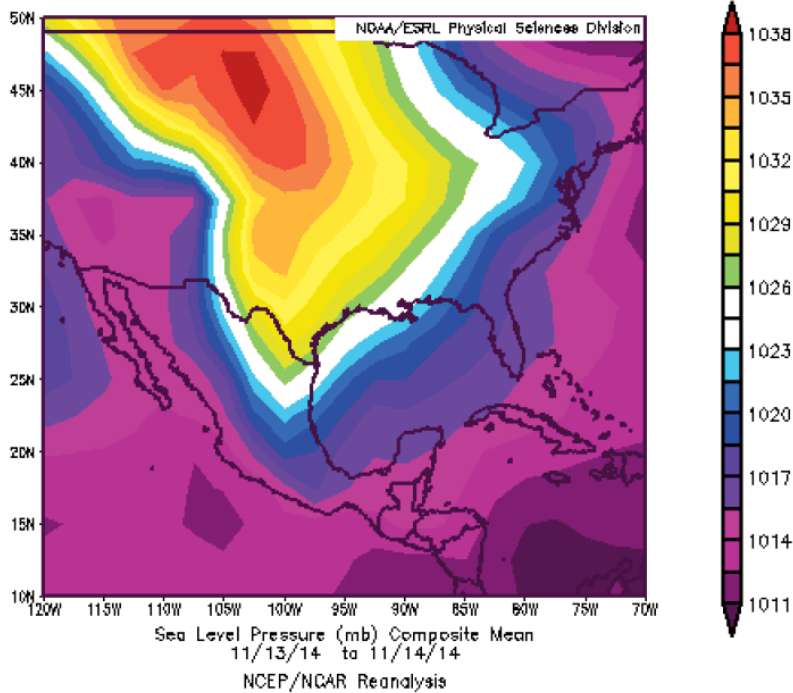 NOAA/ESRL Physical Sciences Division
50N
45N
40N
35N
30N
25N
20N
15N
10N
120W 115W 110W 105W 100W 95W 90W 85W 80W 75W 70W
1038
1035
1032
1029
1026
1023
1020
1017
1014
1011
Sea Level Pressure (mb) Composite Mean
11/13/14 to 11/14/14
NCEP/NCAR Reanalysis